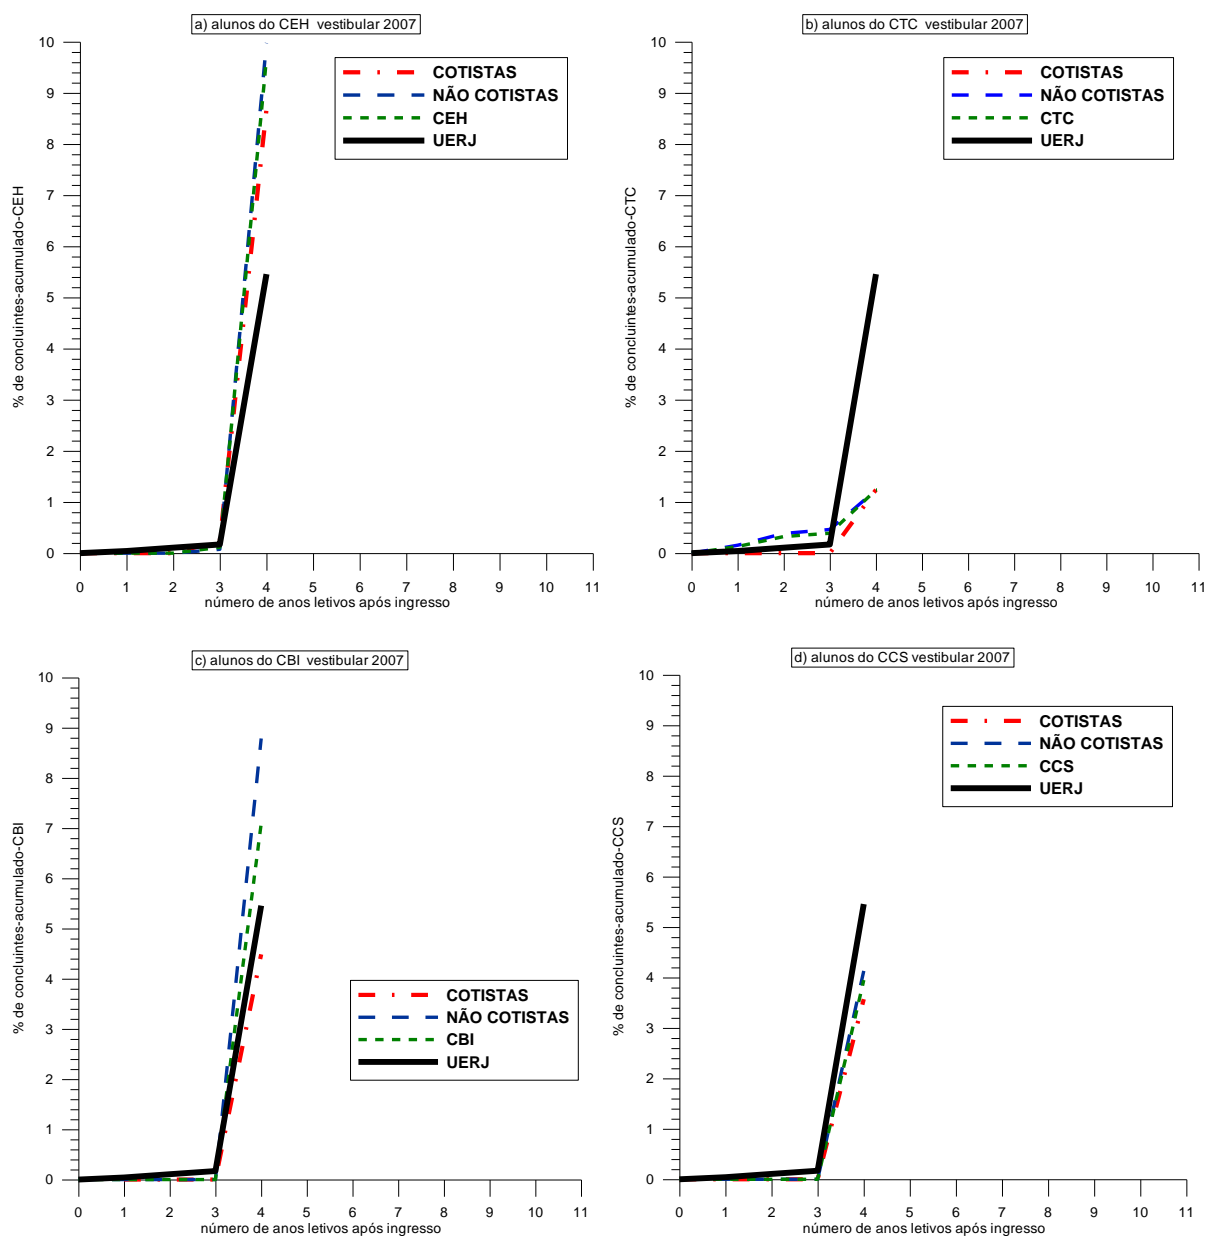 a) alunos do CEH vestibular 2007
10
9
8
7
6
5
4
3
2
1
0
% de concluintes-acumulado-CEH
COTISTAS
NÃO COTISTAS
CEH
UERJ
0 1 2 3 4 5 6 7 8 9 10 11
número de anos letivos após ingresso
b) alunos do CTC vestibular 2007
10
9
8
7
6
5
4
3
2
1
0
% de concluintes-acumulado-CTC
COTISTAS
NÃO COTISTAS
CTC
UERJ
0 1 2 3 4 5 6 7 8 9 10 11
número de anos letivos após ingresso
c) alunos do CBI vestibular 2007
10
9
8
7
6
5
4
3
2
1
0
% de concluintes-acumulado-CBI
COTISTAS
NÃO COTISTAS
CBI
UERJ
0 1 2 3 4 5 6 7 8 9 10 11
número de anos letivos após ingresso
d) alunos do CCS vestibular 2007
10
9
8
7
6
5
4
3
2
1
0
% de concluintes-acumulado-CCS
COTISTAS
NÃO COTISTAS
CCS
UERJ
0 1 2 3 4 5 6 7 8 9 10 11
número de anos letivos após ingresso